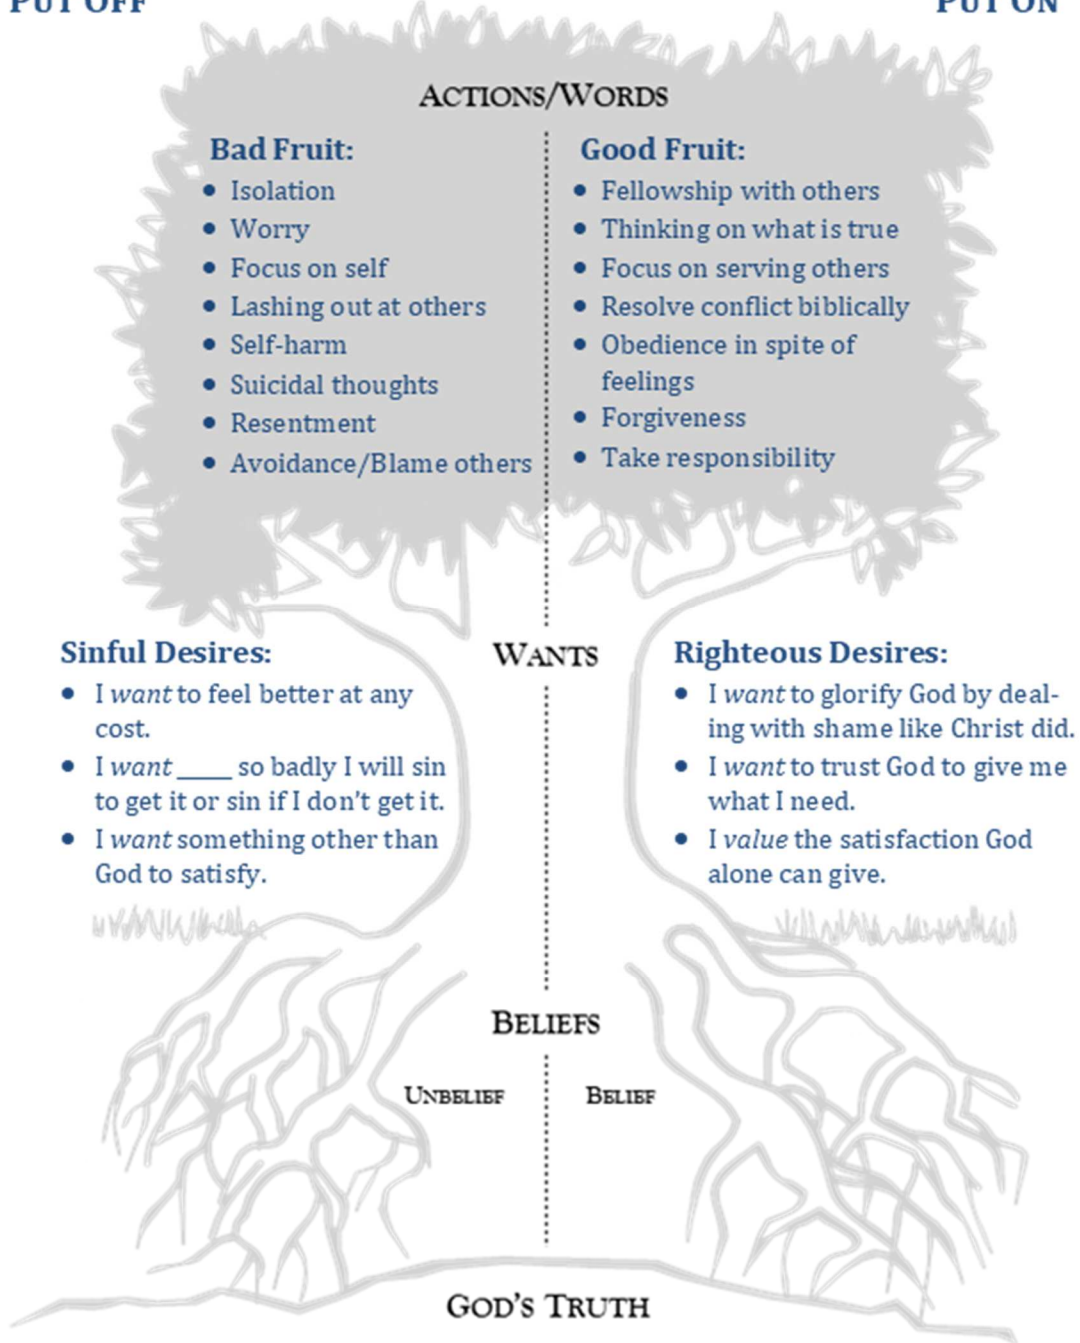 PUT OFF
PUT ON
ACTIONS/WORDS
Bad Fruit:
• Isolation
• Worry
• Focus on self
• Lashing out at others
• Self-harm
• Suicidal thoughts
• Resentment
• Avoidance/Blame others
Good Fruit:
• Fellowship with others
• Thinking on what is true
• Focus on serving others
• Resolve conflict biblically
• Obedience in spite of
feelings
• Forgiveness
• Take responsibility
WANTS
Sinful Desires:
• I want to feel better at any
cost.
• I want ____ so badly I will sin
to get it or sin if I don't get it.
• I want something other than
God to satisfy.
Righteous Desires:
• I want to glorify God by deal-
ing with shame like Christ did.
• I want to trust God to give me
what I need.
• I value the satisfaction God
alone can give.
BELIEFS
UNBELIEF
BELIEF
GOD'S TRUTH